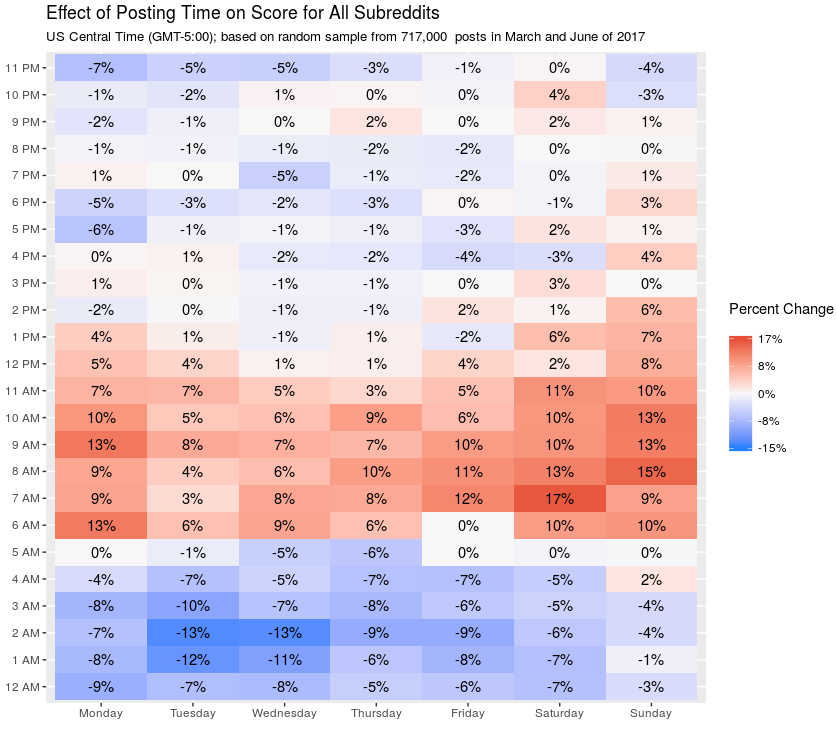 Effect of Posting Time on Score for All Subreddits
US Central Time (GMT-5:00); based on random sample from 717,000 posts in March and June of 2017
11 PM -7% -5% -5% -3% -1% 0% -4%
10 PM -1% -2% 1% 0% 0% 4% -3%
9 PM -2% -1% 0% 2% 0% 2% 1%
8 PM -1% -1% -1% -2% -2% 0% 0%
7 PM 1% 0% -5% -1% -2% 0% 1%
6 PM -5% -3% -2% -3% 0% -1% 3%
5 PM -6% -1% -1% -1% -3% 2% 1%
4 PM 0% 1% -2% -2% -4% -3% 4%
3 PM 1% 0% -1% -1% 0% 3% 0%
2 PM -2% 0% -1% -1% 2% 1% 6%
1 PM 4% 1% -1% 1% -2% 6% 7%
12 PM 5% 4% 1% 1% 4% 2% 8%
11 AM 7% 7% 5% 3% 5% 11% 10%
10 AM 10% 5% 6% 9% 6% 10% 13%
9 AM 13% 8% 7% 7% 10% 10% 13%
8 AM 9% 4% 6% 10% 11% 13% 15%
7 AM 9% 3% 8% 8% 12% 17% 9%
6 AM 13% 6% 9% 6% 0% 10% 10%
5 AM 0% -1% -5% -6% 0% 0% 0%
4 AM -4% -7% -5% -7% -7% -5% 2%
3 AM -8% -10% -7% -8% -6% -5% -4%
2 AM -7% -13% -13% -9% -9% -6% -4%
1 AM -8% -12% -11% -6% -8% -7% -1%
12 AM -9% -7% -8% -5% -6% -7% -3%
Monday Tuesday Wednesday Thursday Friday Saturday Sunday
Percent Change
17%
8%
0%
-8%
-15%